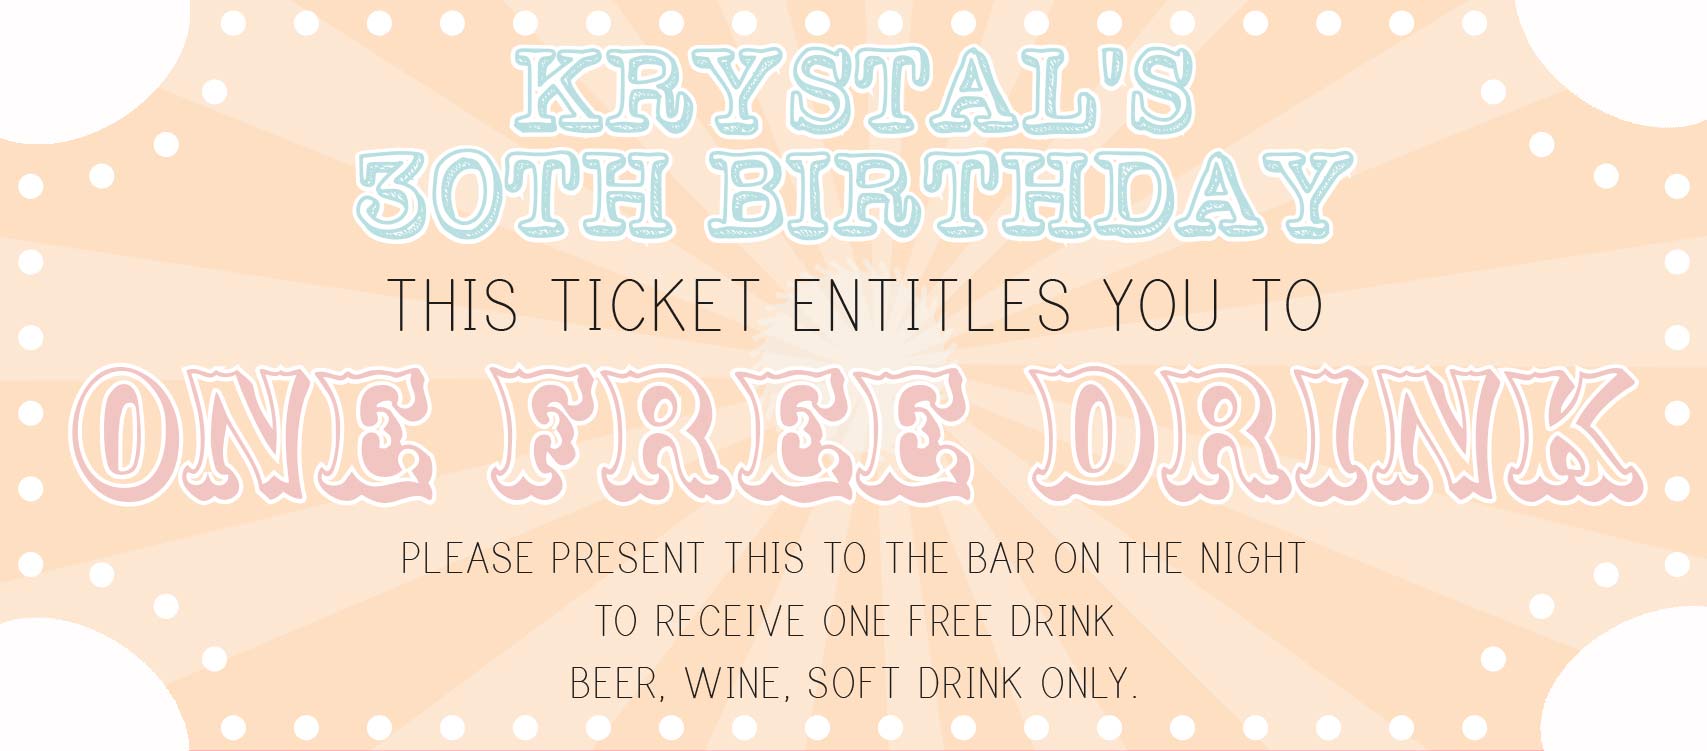 KRYSTAL'S
30TH BIRTHDAY
THIS TICKET ENTITLES YOU TO
ONE FREE DRINK
PLEASE PRESENT THIS TO THE BAR ON THE NIGHT
TO RECEIVE ONE FREE DRINK
BEER, WINE, SOFT DRINK ONLY.